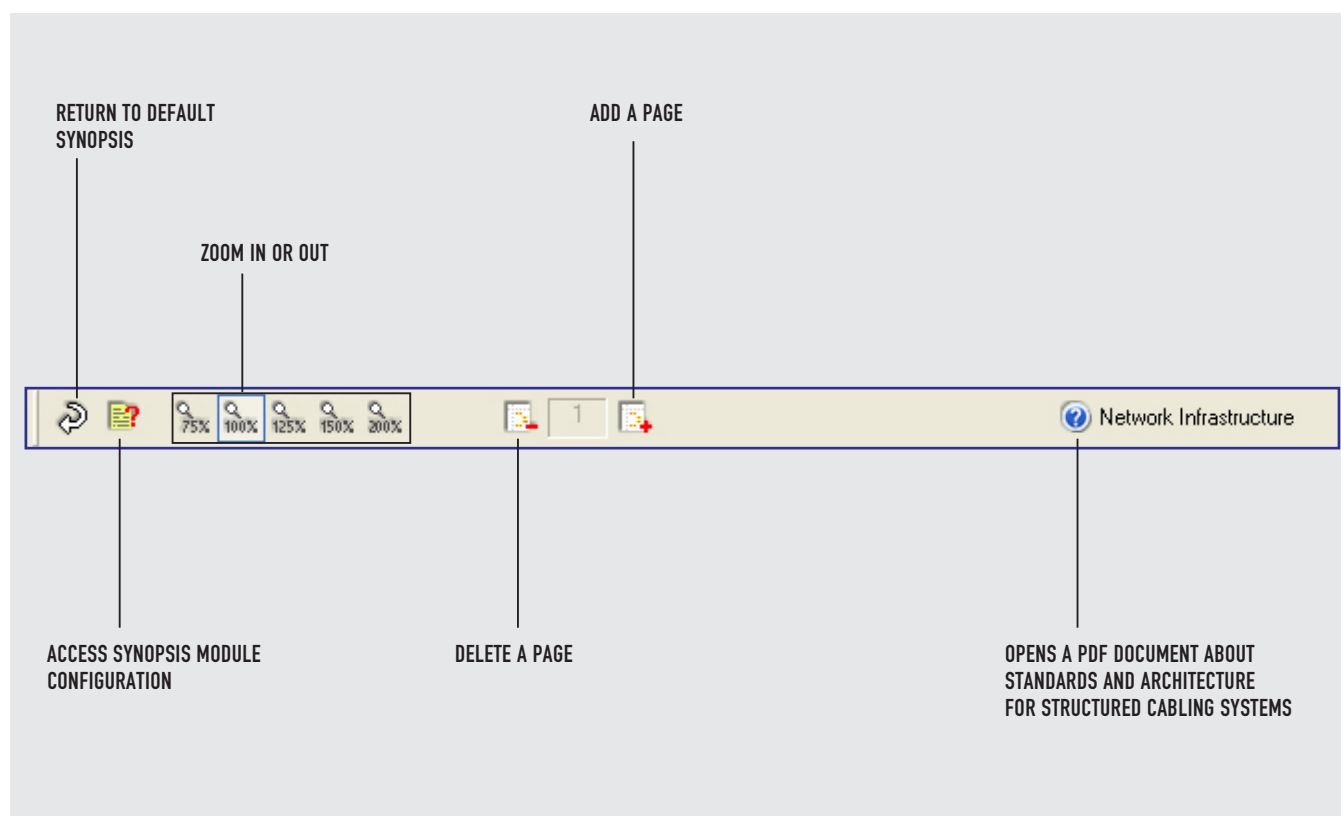 RETURN TO DEFAULT
SYNOPSIS
ADD A PAGE
ZOOM IN OR OUT
75% 100% 125% 150% 200%
1
Network Infrastructure
ACCESS SYNOPSIS MODULE
CONFIGURATION
DELETE A PAGE
OPENS A PDF DOCUMENT ABOUT
STANDARDS AND ARCHITECTURE
FOR STRUCTURED CABLING SYSTEMS